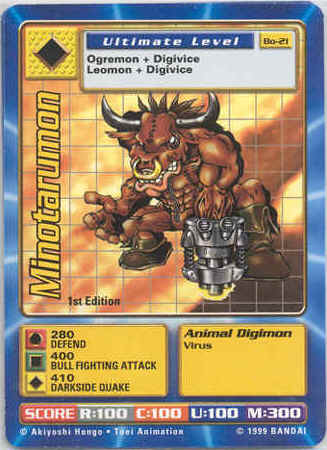 Ultimate Level
Bo-21
Ogremon + Digivice
Leomon + Digivice
Minotarumon
1st Edition
280
DEFEND
400
BULL FIGHTING ATTACK
410
DARKSIDE QUAKE
Animal Digimon
Virus
SCORE R:100 C:100 U:100 M:300
© Akiyoshi Hongo • Toei Animation
© 1999 BANDAI